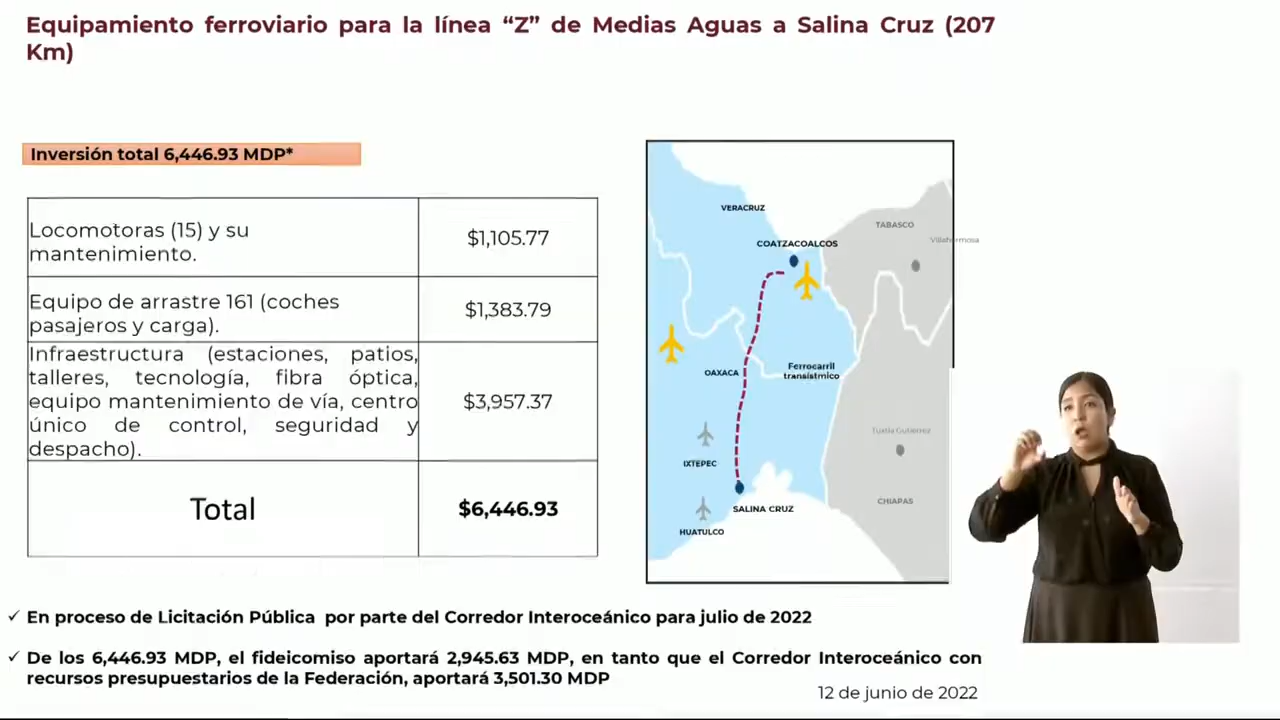 Equipamiento ferroviario para la línea “Z” de Medias Aguas a Salina Cruz (207
Km)
Inversión total 6,446.93 MDP*
Locomotoras (15) y su
mantenimiento.
$1,105.77
Equipo de arrastre 161 (coches
pasajeros y carga).
$1,383.79
Infraestructura (estaciones, patios,
talleres, tecnología, fibra óptica,
equipo mantenimiento de vía, centro
único de control, seguridad y
despacho).
$3,957.37
Total
$6,446.93
VERACRUZ
TABASCO
Villahermosa
COATZACOALCOS
OAXACA
Ferrocarril
transístmico
Tuxtla Gutiérrez
IXTEPEC
CHIAPAS
SALINA CRUZ
HUATULCO
✓ En proceso de Licitación Pública por parte del Corredor Interoceánico para julio de 2022
✓ De los 6,446.93 MDP, el fideicomiso aportará 2,945.63 MDP, en tanto que el Corredor Interoceánico con
recursos presupuestarios de la Federación, aportará 3,501.30 MDP
12 de junio de 2022